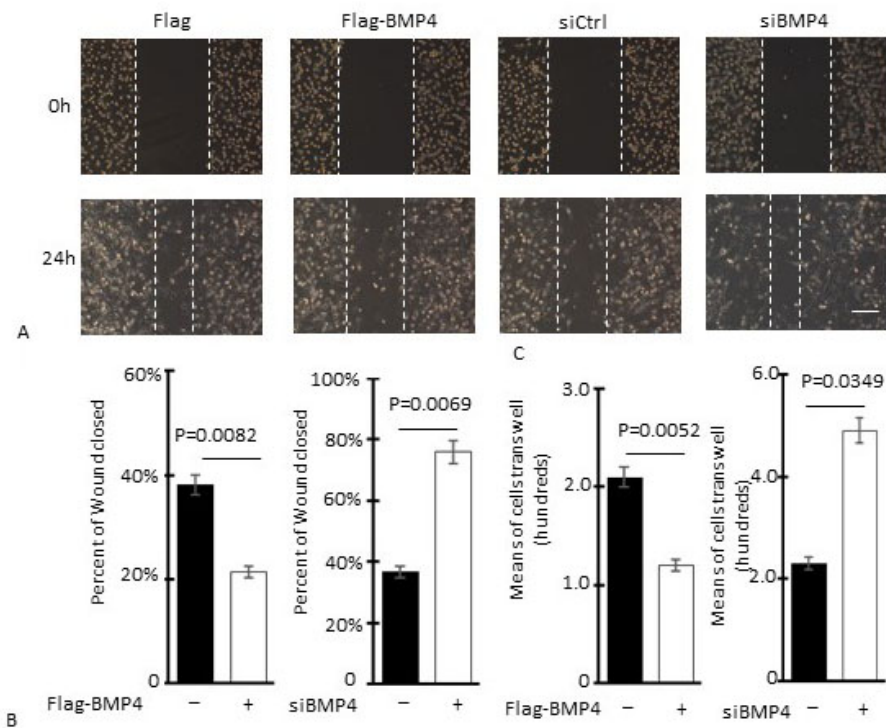 Flag Flag-BMP4 siCtrl siBMP4
0h
24h
A
C
60%
40%
20%
0
Percent of Wound closed
P=0.0082
Flag-BMP4 – +
100%
80%
60%
40%
20%
0
Percent of Wound closed
P=0.0069
siBMP4 – +
3.0
2.0
1.0
0
Means of cells transwell
(hundreds)
P=0.0052
Flag-BMP4 – +
6.0
4.0
2.0
0
Means of cells transwell
(hundreds)
P=0.0349
siBMP4 – +
B